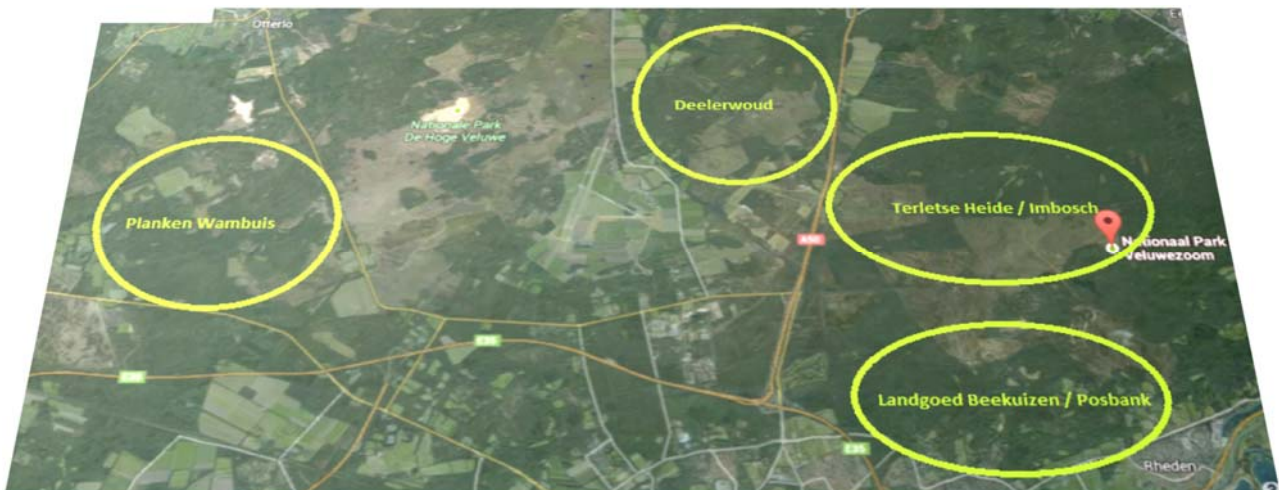 Otterlo
Deelerwoud
Nationale Park
De Hoge Veluwe
Planken Wambuis
Terletse Heide / Imbosch
A50
Nationaal Park
Veluwezoom
E35
E35
Landgoed Beekuizen / Posbank
E35
Rheden